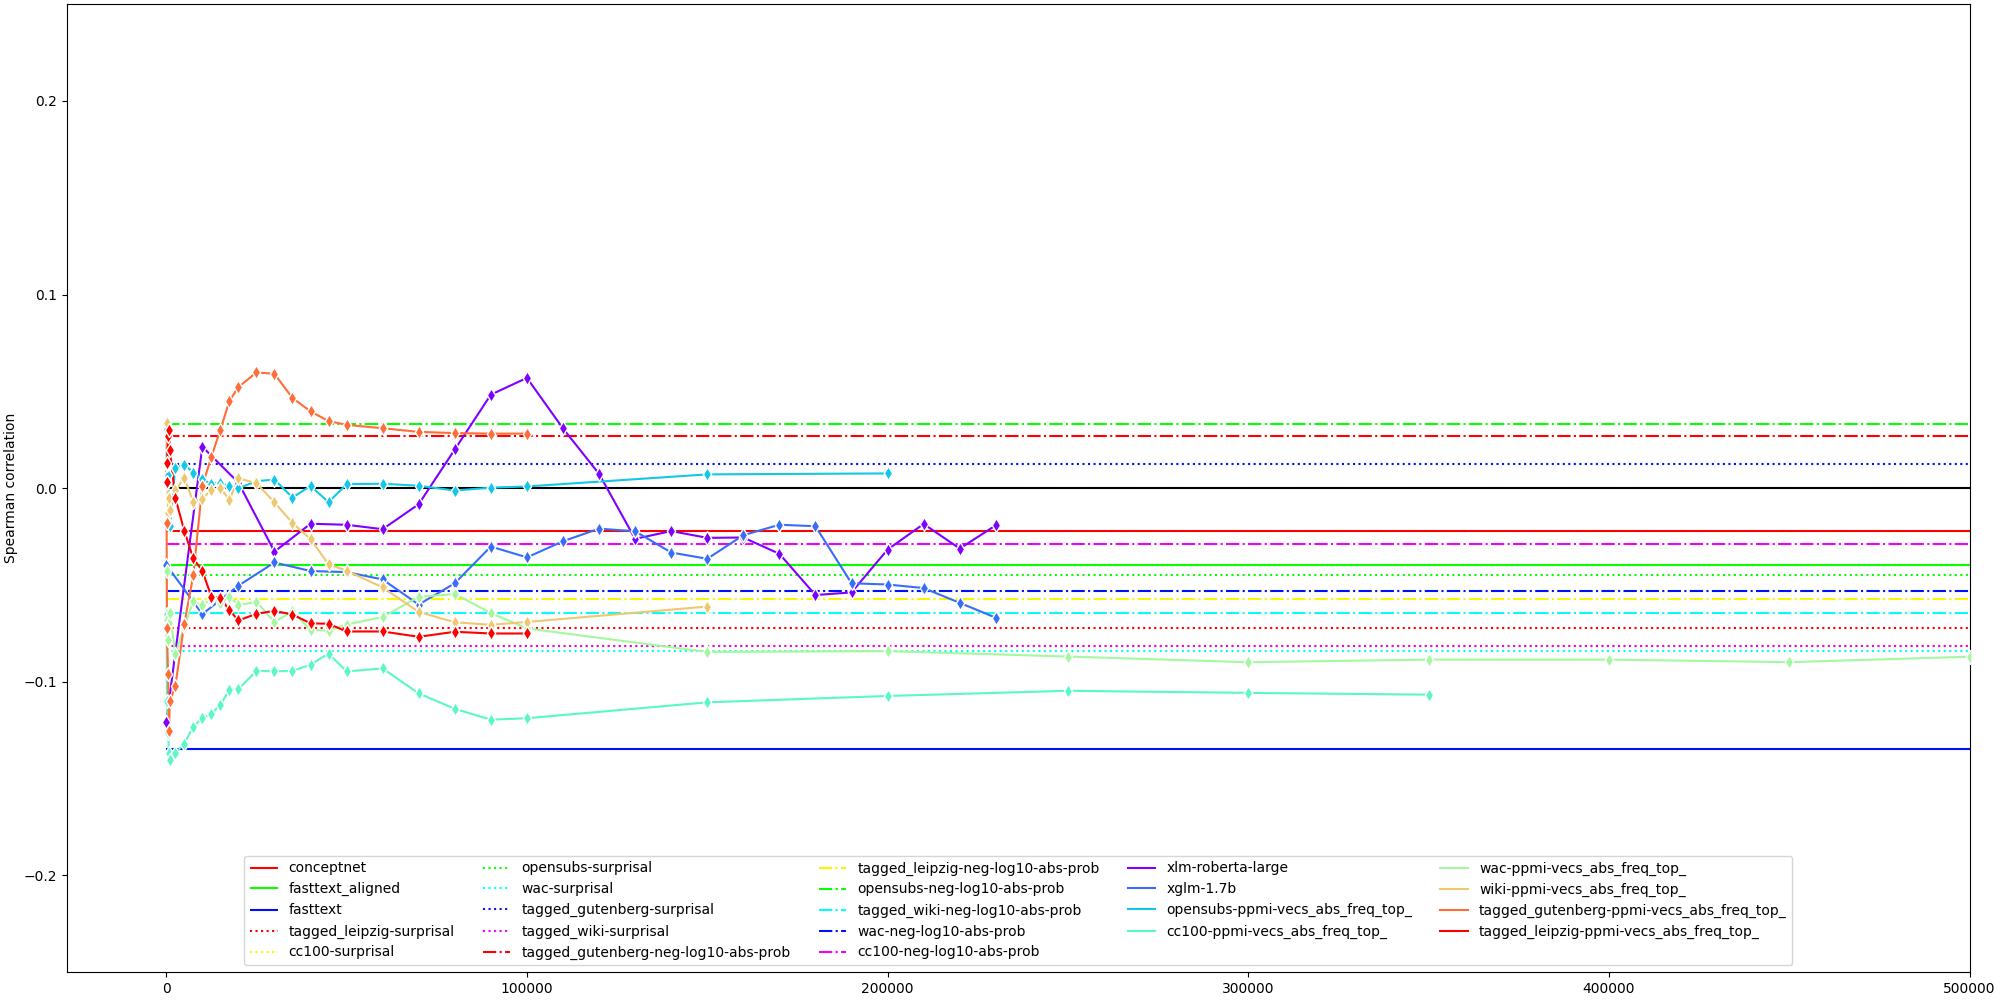 0.2
0.1
0.0
−0.1
−0.2
Spearman correlation
conceptnet
fasttext_aligned
fasttext
tagged_leipzig-surprisal
cc100-surprisal
opensubs-surprisal
wac-surprisal
tagged_gutenberg-surprisal
tagged_wiki-surprisal
tagged_gutenberg-neg-log10-abs-prob
tagged_leipzig-neg-log10-abs-prob
opensubs-neg-log10-abs-prob
tagged_wiki-neg-log10-abs-prob
wac-neg-log10-abs-prob
cc100-neg-log10-abs-prob
xlm-roberta-large
xglm-1.7b
opensubs-ppmi-vecs_abs_freq_top_
cc100-ppmi-vecs_abs_freq_top_
wac-ppmi-vecs_abs_freq_top_
wiki-ppmi-vecs_abs_freq_top_
tagged_gutenberg-ppmi-vecs_abs_freq_top_
tagged_leipzig-ppmi-vecs_abs_freq_top_
0 100000 200000 300000 400000 500000